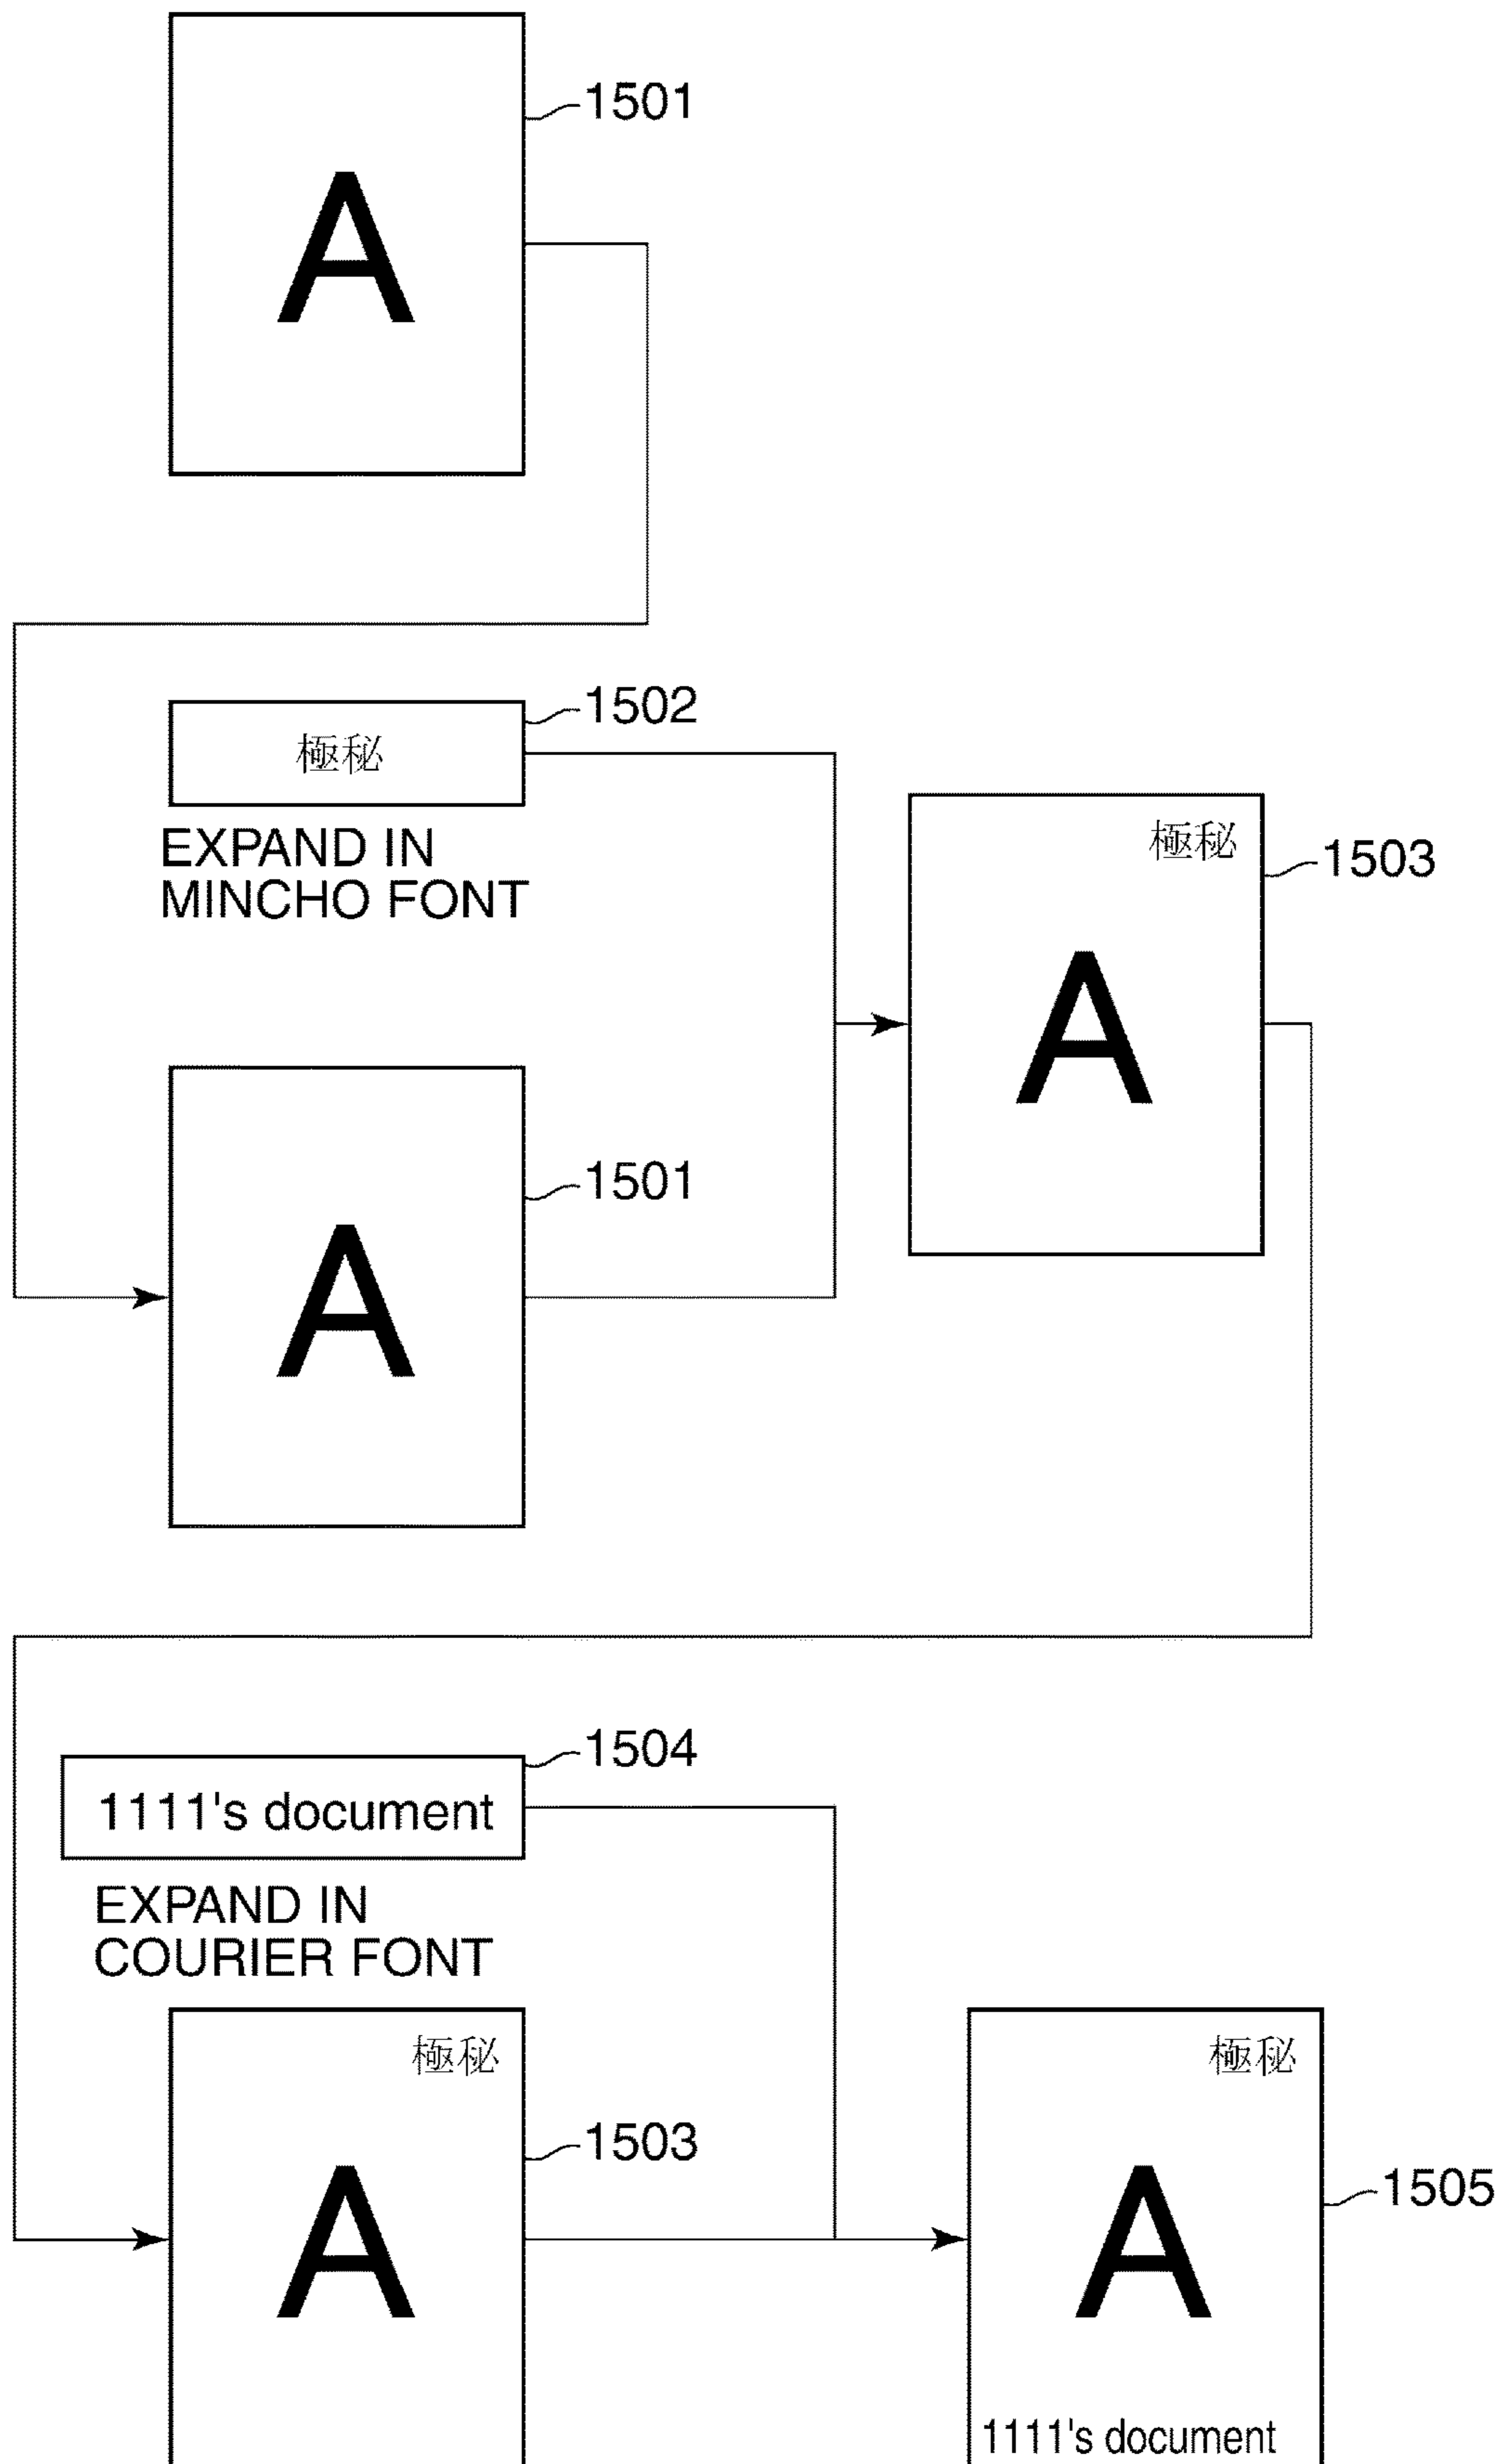 1501
A
1502
極秘
EXPAND IN
MINCHO FONT
極秘
1503
A
1501
A
1504
1111's document
EXPAND IN
COURIER FONT
極秘
1503
A
極秘
1505
A
1111's document